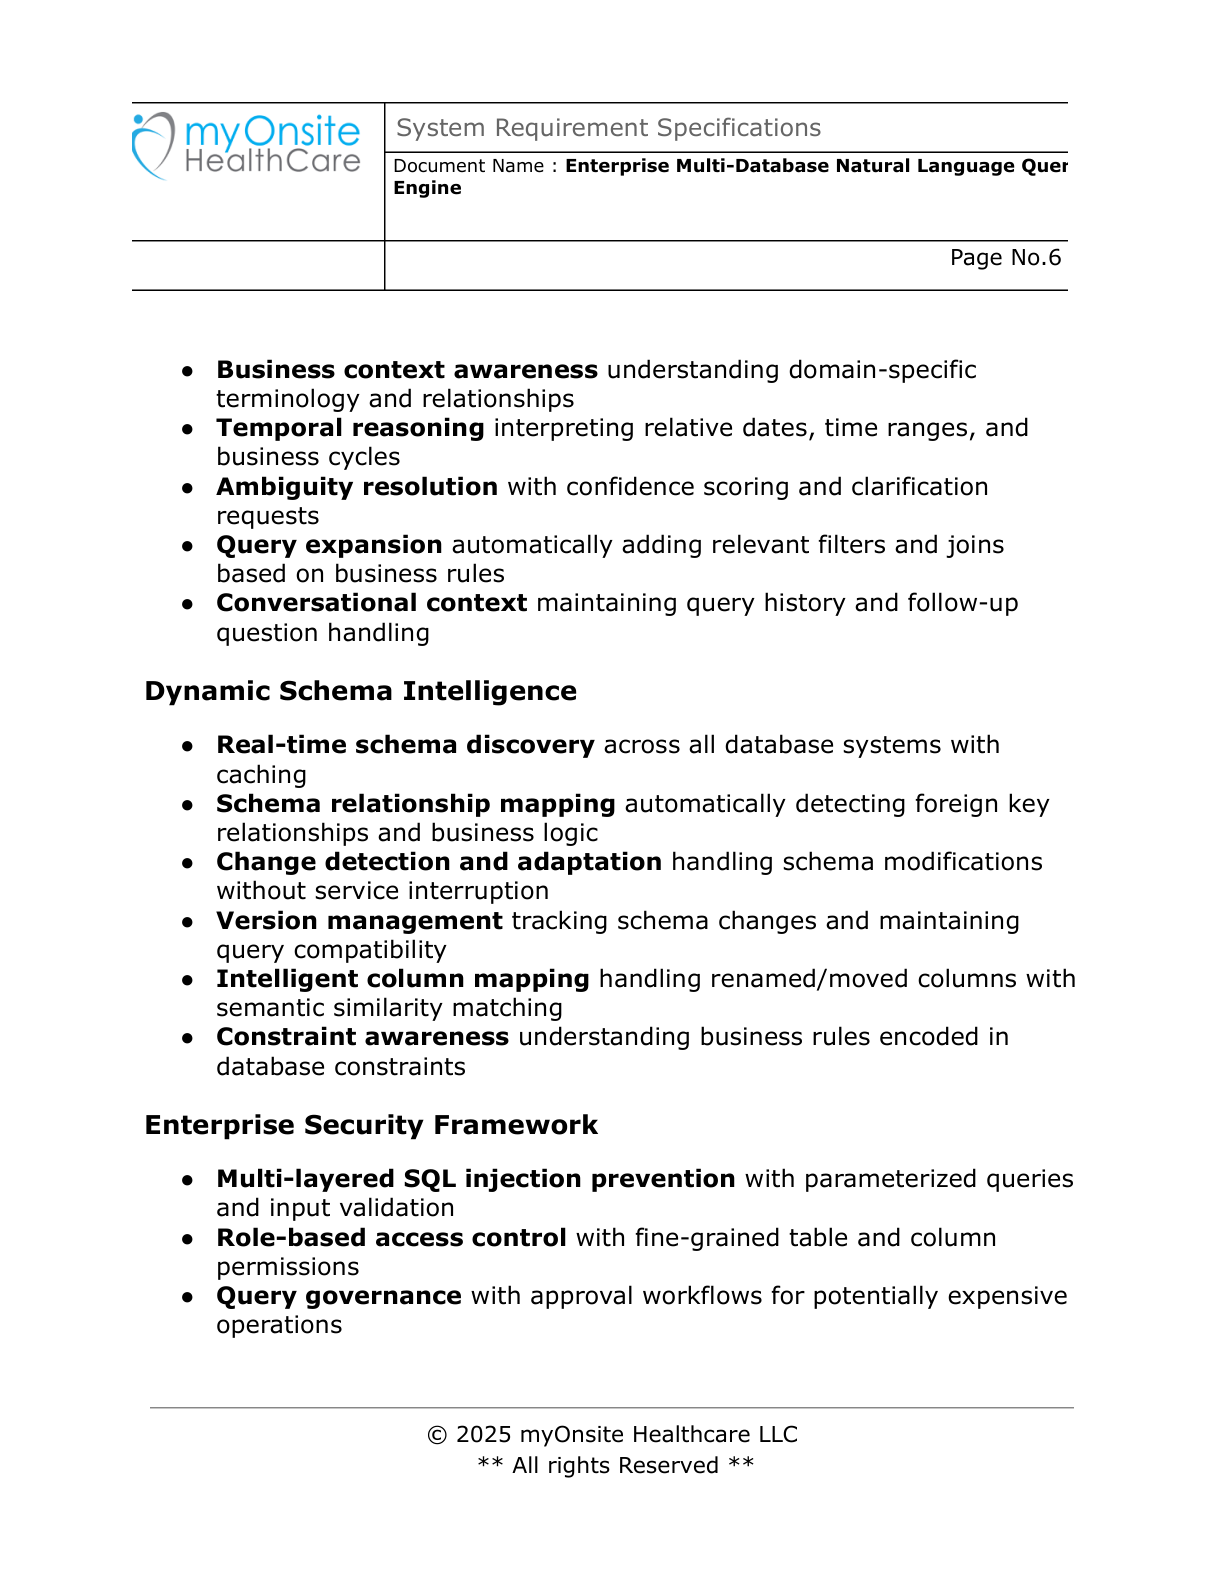 myOnsite
HealthCare
System Requirement Specifications
Document Name : Enterprise Multi-Database Natural Language Quer
Engine
Page No.6
● Business context awareness understanding domain-specific
terminology and relationships
● Temporal reasoning interpreting relative dates, time ranges, and
business cycles
● Ambiguity resolution with confidence scoring and clarification
requests
● Query expansion automatically adding relevant filters and joins
based on business rules
● Conversational context maintaining query history and follow-up
question handling
Dynamic Schema Intelligence
● Real-time schema discovery across all database systems with
caching
● Schema relationship mapping automatically detecting foreign key
relationships and business logic
● Change detection and adaptation handling schema modifications
without service interruption
● Version management tracking schema changes and maintaining
query compatibility
● Intelligent column mapping handling renamed/moved columns with
semantic similarity matching
● Constraint awareness understanding business rules encoded in
database constraints
Enterprise Security Framework
● Multi-layered SQL injection prevention with parameterized queries
and input validation
● Role-based access control with fine-grained table and column
permissions
● Query governance with approval workflows for potentially expensive
operations
© 2025 myOnsite Healthcare LLC
** All rights Reserved **